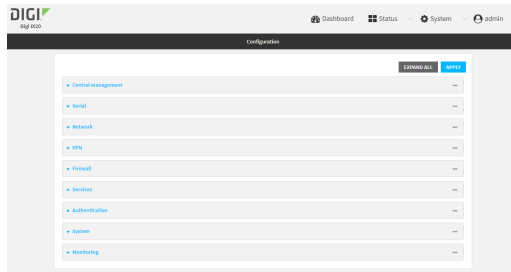 DIGI
Digi IX20
Dashboard Status System admin
Configuration
EXPAND ALL APPLY
Central management
Serial
Network
VPN
Firewall
Services
Authentication
System
Monitoring